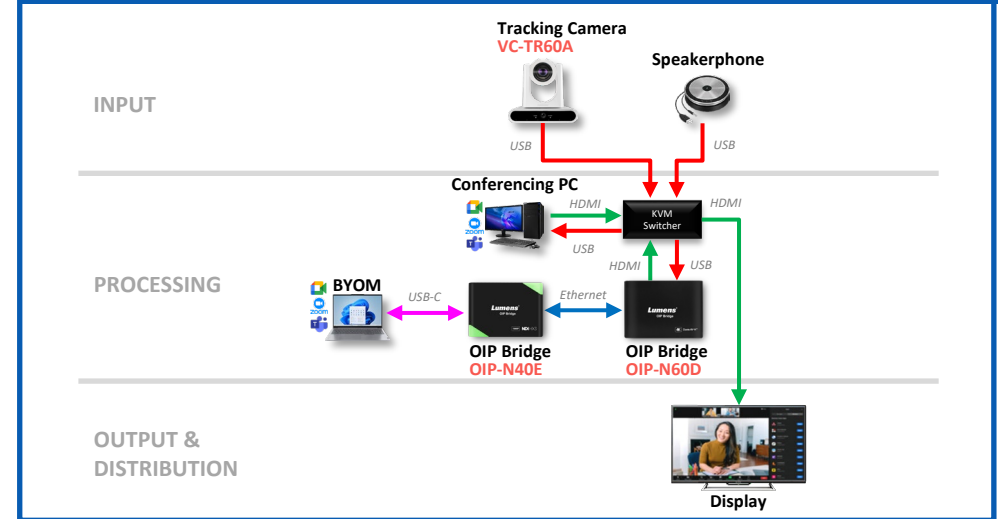 Tracking Camera
VC-TR60A
Speakerphone
INPUT
USB
USB
Conferencing PC
HDMI
HDMI
KVM
Switcher
zoom
USB
HDMI
USB
PROCESSING
BYOM
USB-C
Ethernet
zoom
Lumens
OIP Bridge
NDI
Lumens
OIP Bridge
OIP Bridge
OIP-N40E
OIP Bridge
OIP-N60D
OUTPUT &
DISTRIBUTION
Display